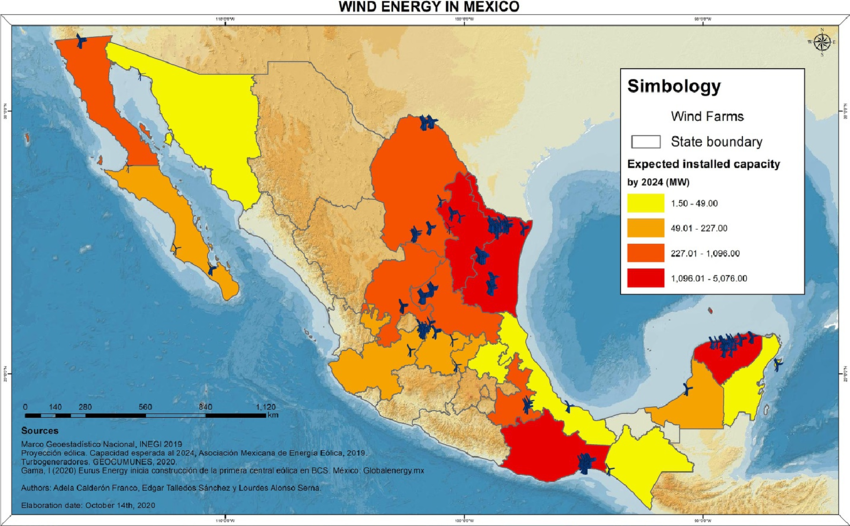 WIND ENERGY IN MEXICO
Simbology
Wind Farms
State boundary
Expected installed capacity
by 2024 (MW)
1.50 - 49.00
49.01 - 227.00
227.01 - 1,096.00
1,096.01 - 5,076.00
0 140 280 560 840 1,120
km
Sources
Marco Geoestadístico Nacional, INEGI 2019
Proyección eólica. Capacidad esperada al 2024, Asociación Mexicana de Energía Eólica, 2019.
Turbogeneradores. GEOCOMUNES, 2020.
Gama, I (2020) Eurus Energy inicia construcción de la primera central eólica en BCS. México: Globalenergy.mx
Authors: Adela Calderón Franco, Edgar Talledos Sánchez y Lourdes Alonso Serna.
Elaboration date: October 14th, 2020